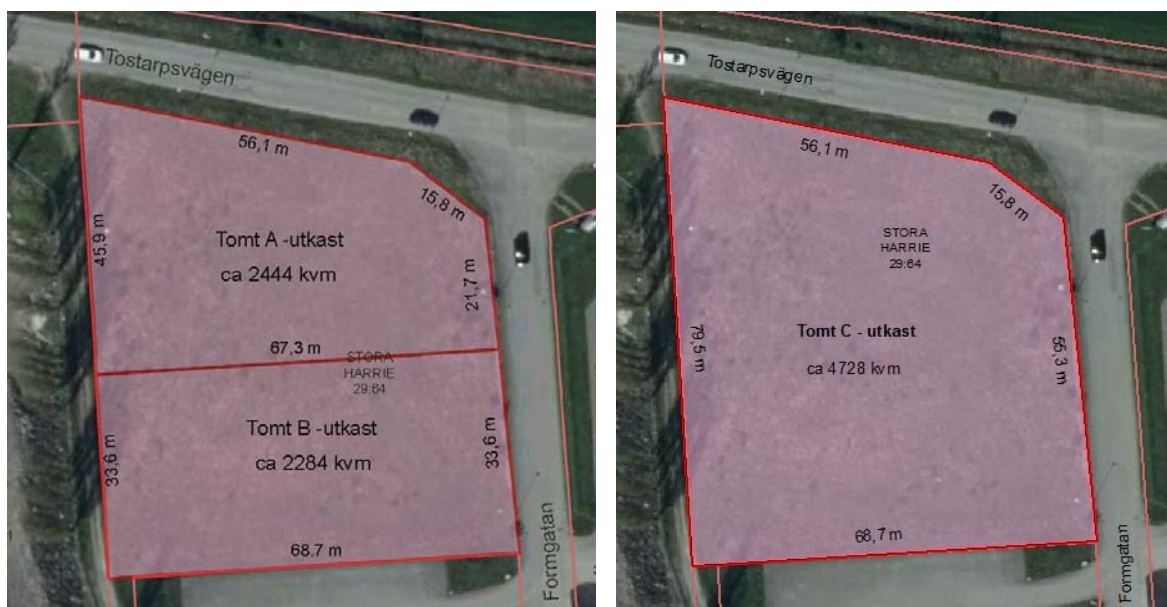 Tostarpsvägen
56,1 m
15,8 m
45,9 m
Tomt A -utkast
ca 2444 kvm
21,7 m
67,3 m
STORA
HARRIE
29:64
Tomt B -utkast
ca 2284 kvm
33,6 m
33,6 m
68,7 m
Formgatan
Tostarpsvägen
56,1 m
15,8 m
STORA
HARRIE
29:64
Tomt C - utkast
ca 4728 kvm
79,5 m
55,3 m
68,7 m
Formgatan